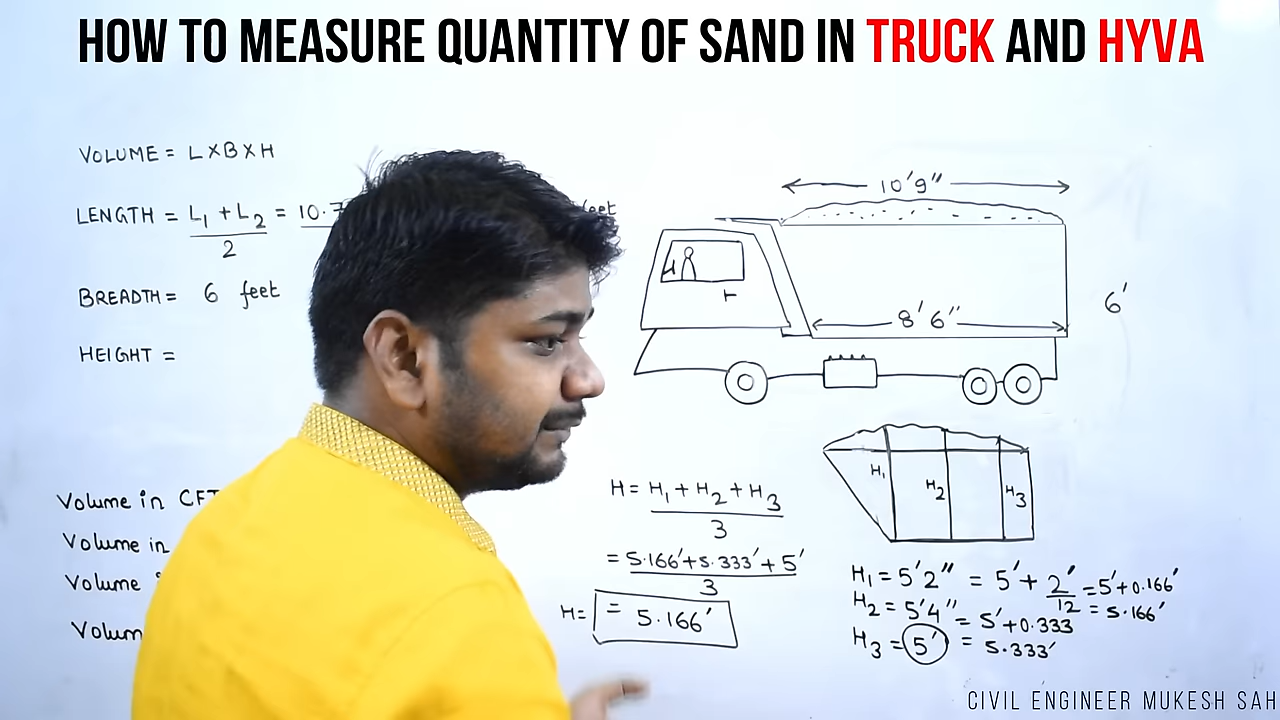 HOW TO MEASURE QUANTITY OF SAND IN TRUCK AND HYVA
VOLUME = L X B X H
LENGTH = L₁ + L₂ = 10.7
2
BREADTH = 6 feet
HEIGHT =
Volume in CFT
Volume in
Volume
Volum
10'9"
8'6"
6'
H₁
H₂
H₃
H = H₁ + H₂ + H₃
3
= 5.166' + 5.333' + 5'
3
H = = 5.166'
H₁ = 5'2" = 5' + 2' = 5' + 0.166'
12 = 5.166'
H₂ = 5'4" = 5' + 0.333
H₃ = 5' = 5.333'
CIVIL ENGINEER MUKESH SAH